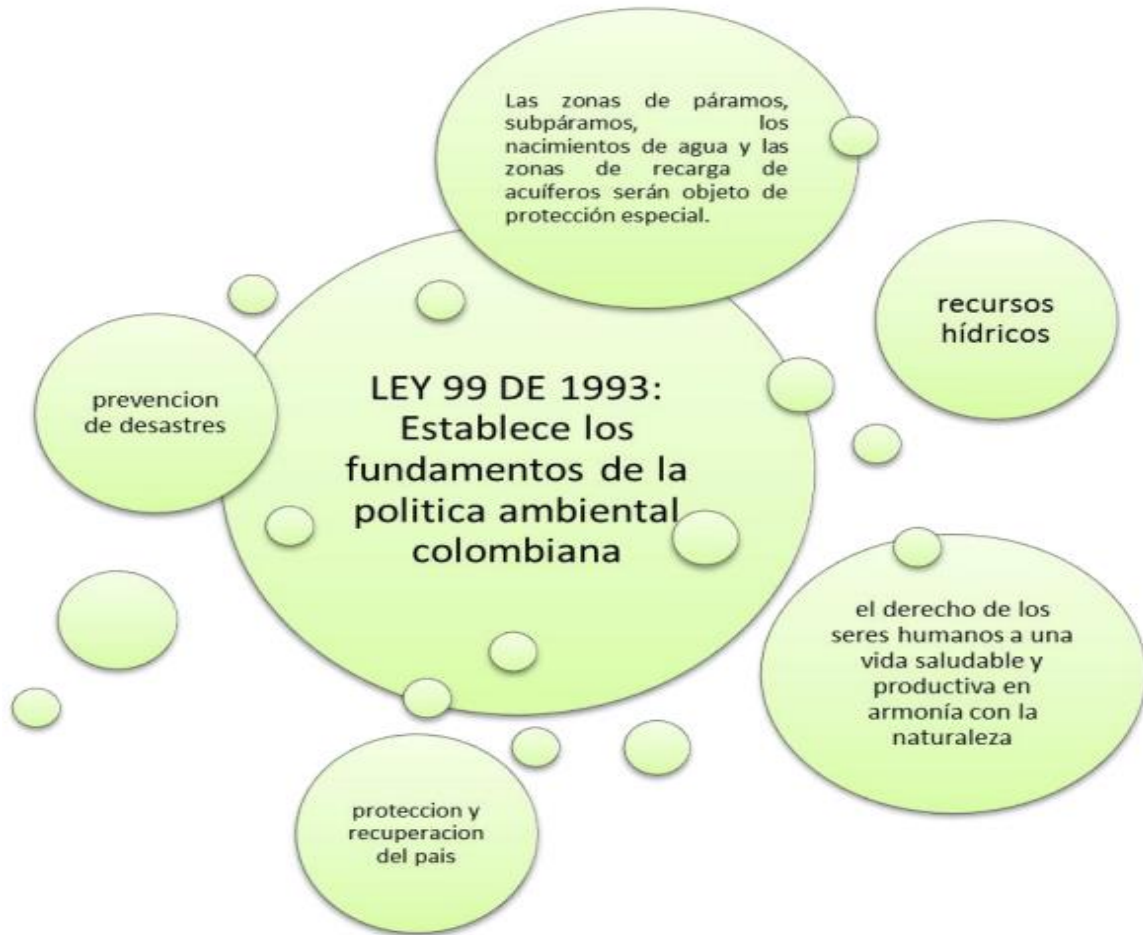 Las zonas de páramos,
subpáramos, los
nacimientos de agua y las
zonas de recarga de
acuíferos serán objeto de
protección especial.
recursos
hídricos
prevencion
de desastres
LEY 99 DE 1993:
Establece los
fundamentos de la
politica ambiental
colombiana
el derecho de los
seres humanos a una
vida saludable y
productiva en
armonía con la
naturaleza
proteccion y
recuperacion
del pais